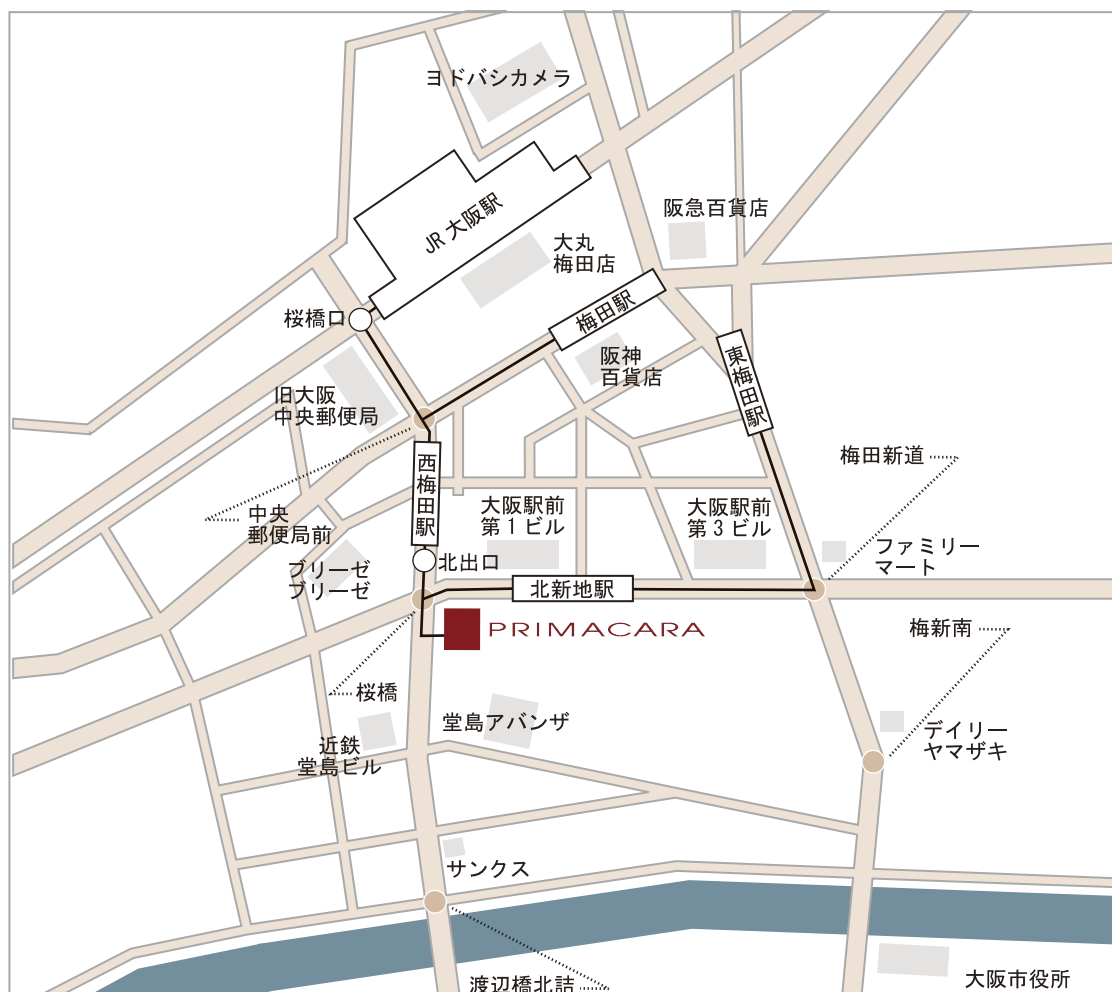 ヨドバシカメラ
阪急百貨店
JR 大阪駅
大丸
梅田店
桜橋口
梅田駅
阪神
百貨店
東梅田駅
旧大阪
中央郵便局
梅田新道
西梅田駅
大阪駅前
第1ビル
大阪駅前
第3ビル
中央
郵便局前
ファミリー
マート
北出口
ブリーゼ
ブリーゼ
北新地駅
PRIMACARA
梅新南
桜橋
堂島アバンザ
デイリー
ヤマザキ
近鉄
堂島ビル
サンクス
渡辺橋北詰
大阪市役所